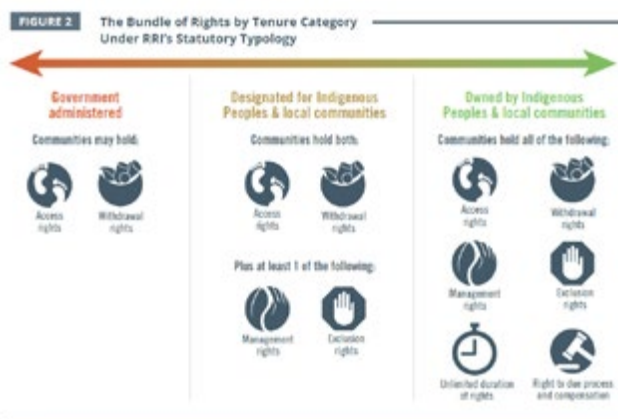 FIGURE 2
The Bundle of Rights by Tenure Category
Under RRI's Statutory Typology
Government
administered
Communities may hold:
Access
rights
Withdrawal
rights
Designated for Indigenous
Peoples & local communities
Communities hold both:
Access
rights
Withdrawal
rights
Plus at least 1 of the following:
Management
rights
Exclusion
rights
Owned by Indigenous
Peoples & local communities
Communities hold all of the following:
Access
rights
Withdrawal
rights
Management
rights
Exclusion
rights
Unlimited duration
of rights
Right to due process
and compensation